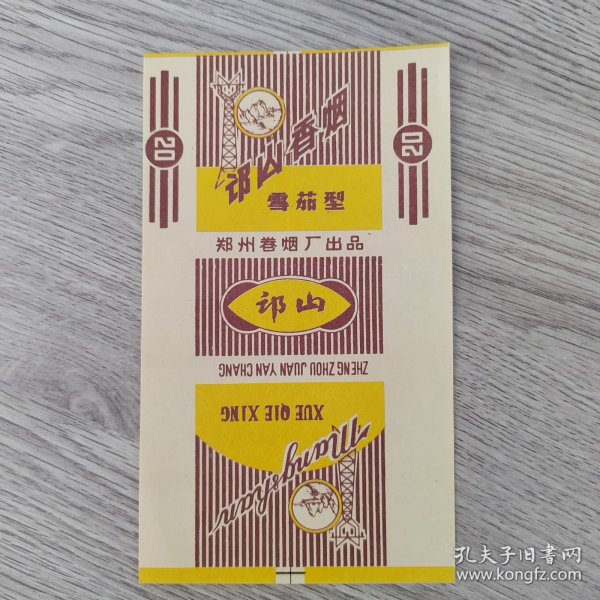 20
20
邙山香烟
雪茄型
郑州卷烟厂出品
邙山
ZHENG ZHOU JUAN YAN CHANG
XUE QIE XING
Mangshan
孔夫子旧书网
www.kongfz.com